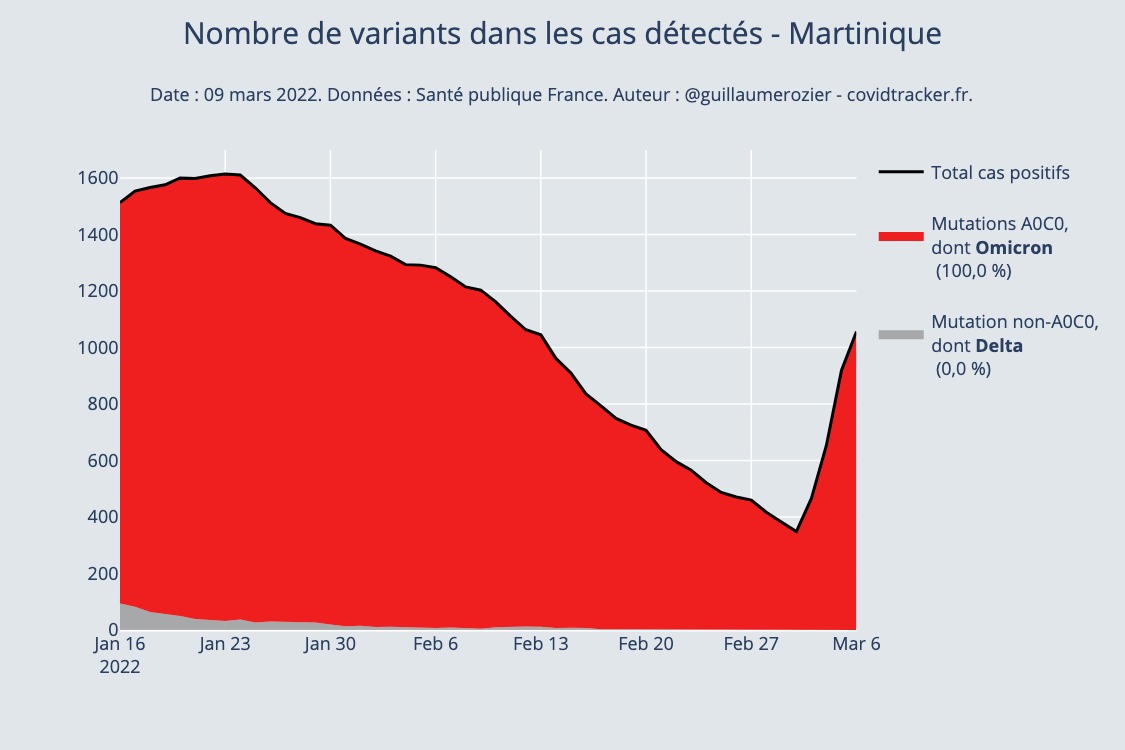 Nombre de variants dans les cas détectés - Martinique
Date : 09 mars 2022. Données : Santé publique France. Auteur : @guillaumerozier - covidtracker.fr.
1600
1400
1200
1000
800
600
400
200
0
Jan 16 Jan 23 Jan 30 Feb 6 Feb 13 Feb 20 Feb 27 Mar 6
2022
Total cas positifs
Mutations A0C0,
dont Omicron
(100,0 %)
Mutation non-A0C0,
dont Delta
(0,0 %)